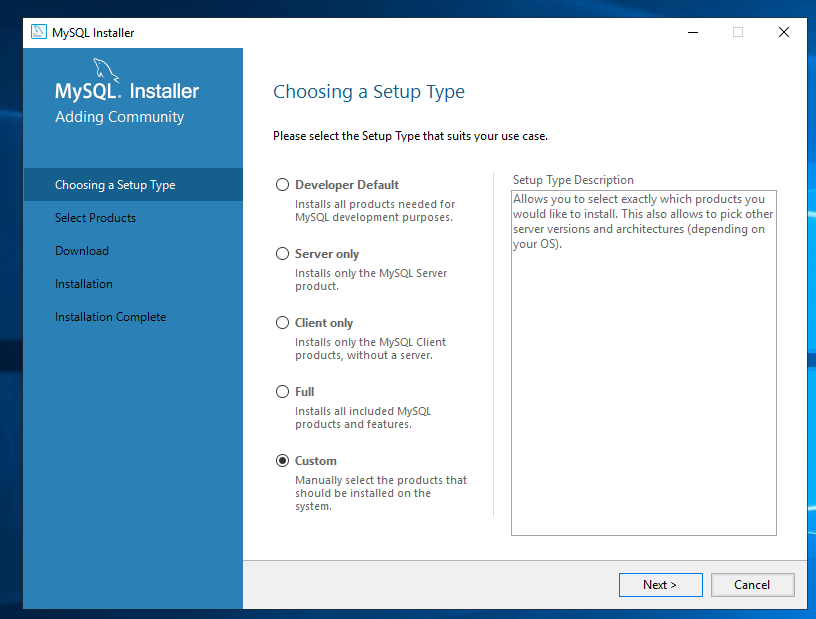 MySQL Installer
MySQL. Installer
Adding Community
Choosing a Setup Type
Select Products
Download
Installation
Installation Complete
Choosing a Setup Type
Please select the Setup Type that suits your use case.
Developer Default
Installs all products needed for
MySQL development purposes.
Server only
Installs only the MySQL Server
product.
Client only
Installs only the MySQL Client
products, without a server.
Full
Installs all included MySQL
products and features.
Custom
Manually select the products that
should be installed on the
system.
Setup Type Description
Allows you to select exactly which products you
would like to install. This also allows to pick other
server versions and architectures (depending on
your OS).
Next >
Cancel